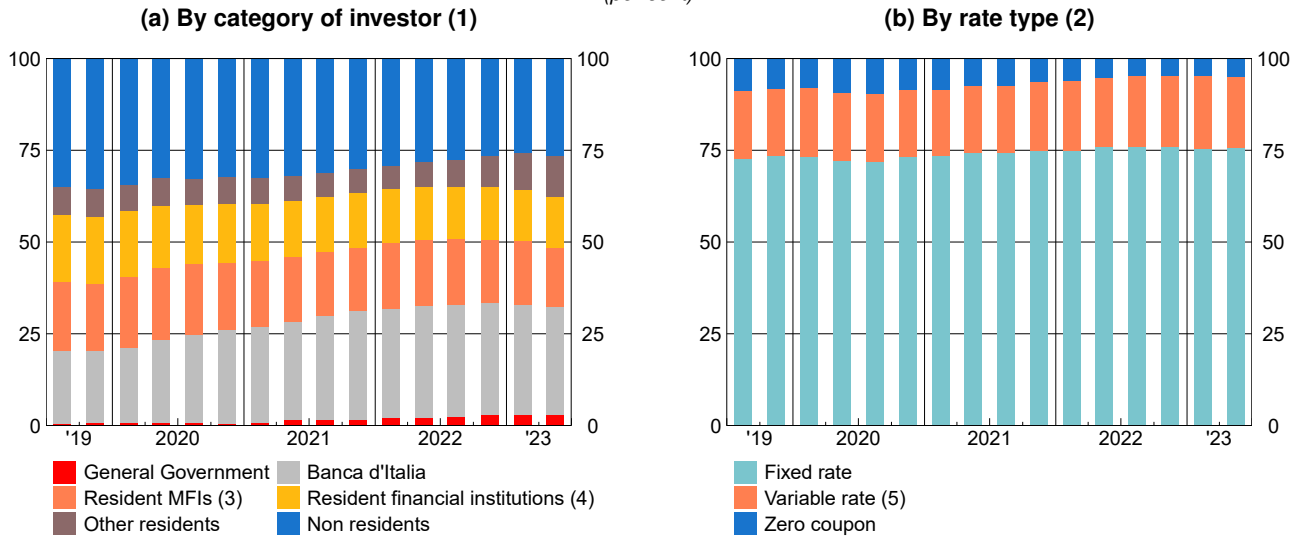 (per cent)
(a) By category of investor (1)
(b) By rate type (2)
100 100
75 75
50 50
25 25
0 0
'19 2020 2021 2022 '23
General Government Banca d'Italia
Resident MFIs (3) Resident financial institutions (4)
Other residents Non residents
100 100
75 75
50 50
25 25
0 0
'19 2020 2021 2022 '23
Fixed rate
Variable rate (5)
Zero coupon